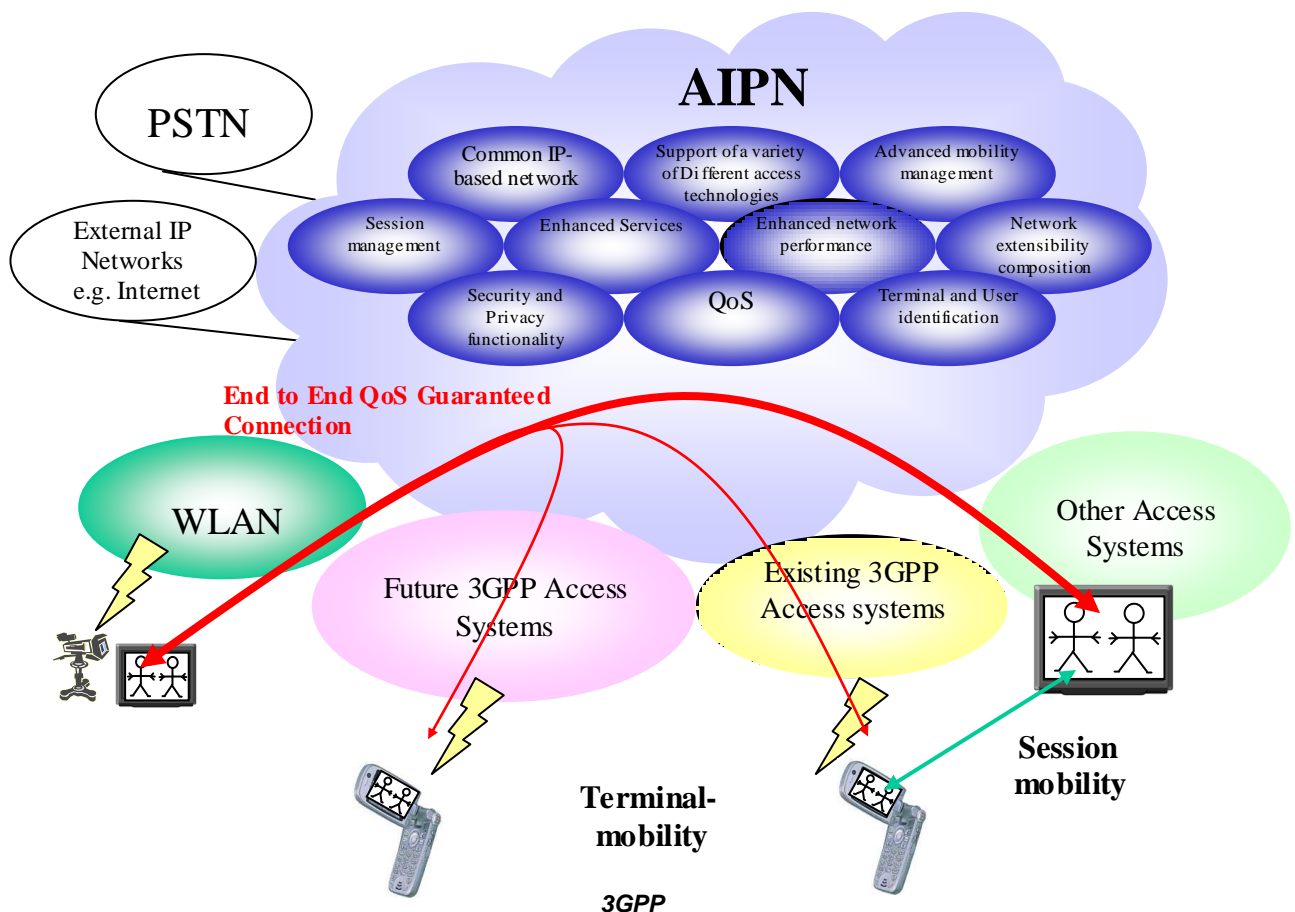 AIPN
PSTN
Common IP-
based network
Support of a variety
of Different access
technologies
Advanced mobility
management
Session
management
Enhanced Services
Enhanced network
performance
Network
extensibility
composition
External IP
Networks
e.g. Internet
Security and
Privacy
functionality
QoS
Terminal and User
identification
End to End QoS Guaranteed
Connection
WLAN
Future 3GPP Access
Systems
Existing 3GPP
Access systems
Other Access
Systems
Session
mobility
Terminal-
mobility
3GPP